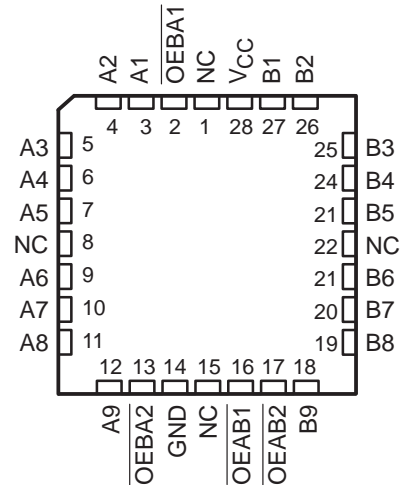 A2 A1 OEBA1 NC VCC B1 B2
4 3 2 1 28 27 26
A3 5 25 B3
A4 6 24 B4
A5 7 21 B5
NC 8 22 NC
A6 9 21 B6
A7 10 20 B7
A8 11 19 B8
12 13 14 15 16 17 18
A9 OEBA2 GND NC OEAB1 OEAB2 B9